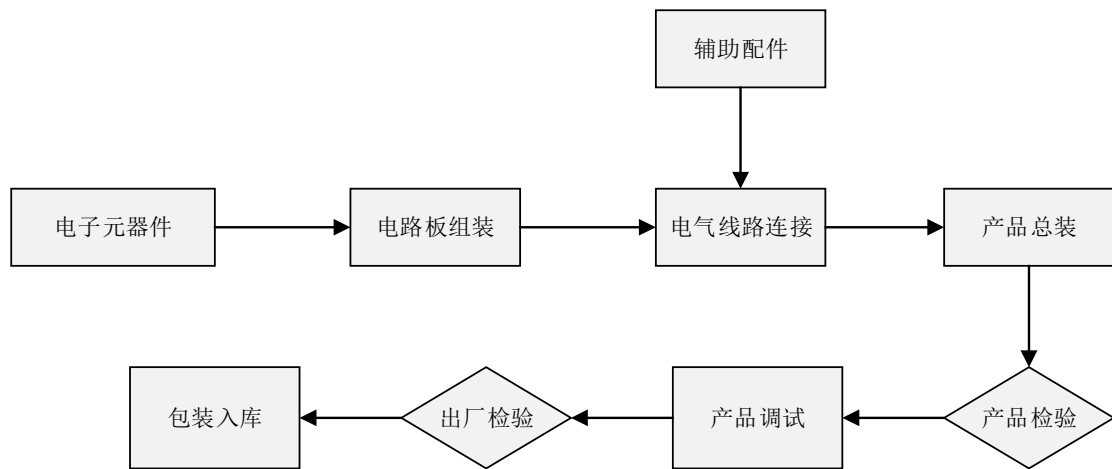 辅助配件
电子元器件
电路板组装
电气线路连接
产品总装
包装入库
出厂检验
产品调试
产品检验